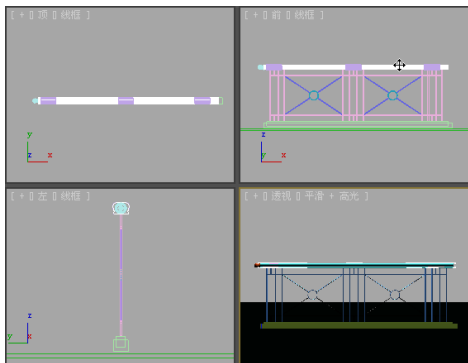 [ + ▯ 顶 ▯ 线框 ]
[ + ▯ 前 ▯ 线框 ]
y
z x
z
y x
[ + ▯ 左 ▯ 线框 ]
[ + ▯ 透视 ▯ 平滑 + 高光 ]
z
y x
z
y x